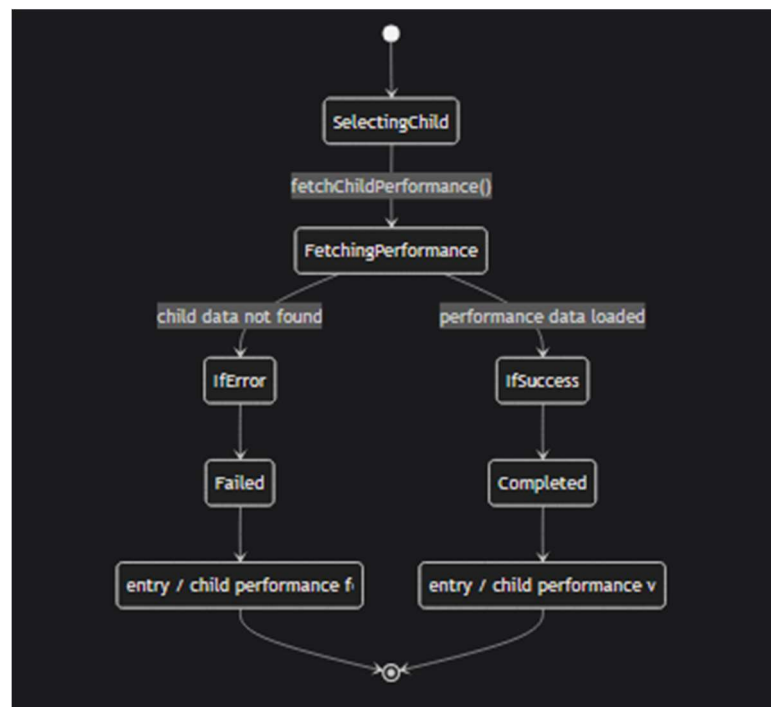 SelectingChild
fetchChildPerformance()
FetchingPerformance
child data not found
performance data loaded
IfError
IfSuccess
Failed
Completed
entry / child performance f
entry / child performance v